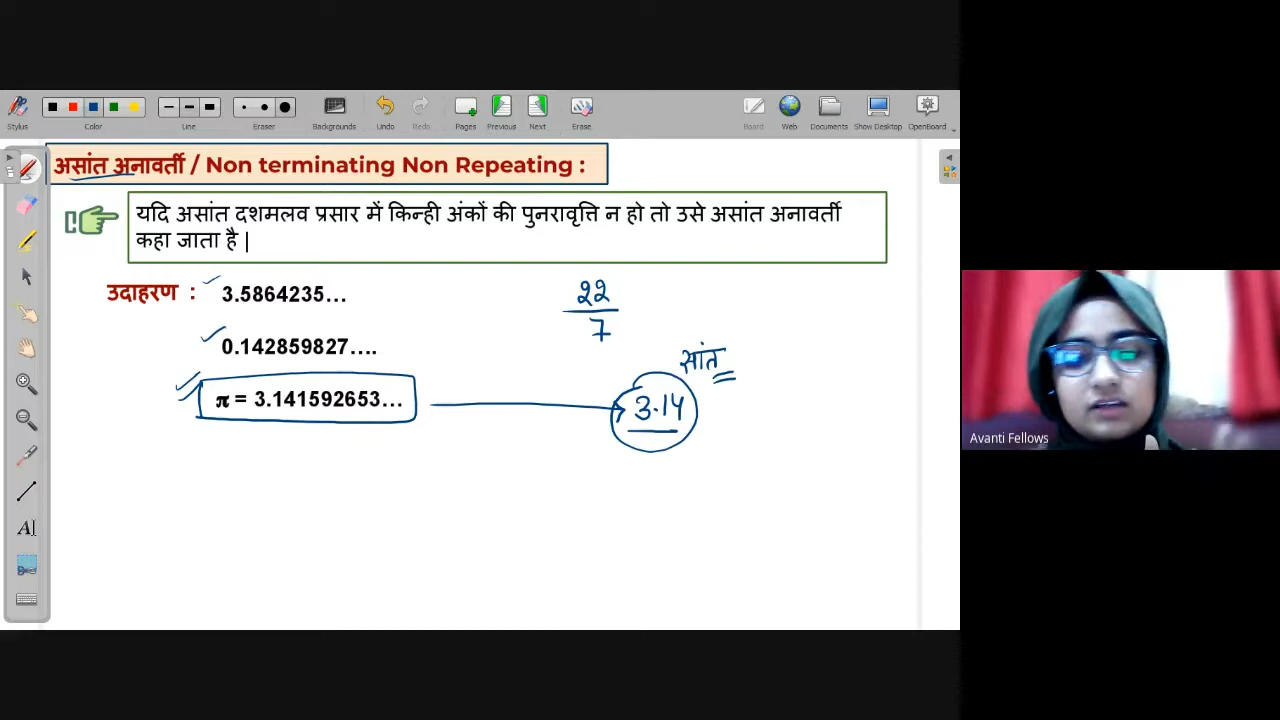 Stylus
Color
Line
Eraser
Backgrounds
Undo
Redo
Pages
Previous
Next
Erase
Board
Web
Documents
Show Desktop
OpenBoard
असांत अनावर्ती / Non terminating Non Repeating :
यदि असांत दशमलव प्रसार में किन्ही अंकों की पुनरावृत्ति न हो तो उसे असांत अनावर्ती
कहा जाता है |
उदाहरण : 3.5864235...
22
7
0.142859827....
सांत
π = 3.141592653...
3.14
Avanti Fellows